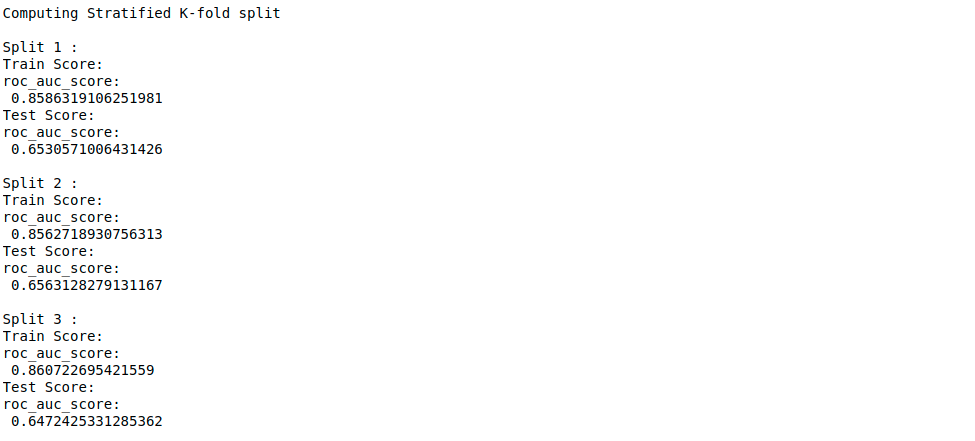 Computing Stratified K-fold split
Split 1 :
Train Score:
roc_auc_score:
0.8586319106251981
Test Score:
roc_auc_score:
0.6530571006431426
Split 2 :
Train Score:
roc_auc_score:
0.8562718930756313
Test Score:
roc_auc_score:
0.6563128279131167
Split 3 :
Train Score:
roc_auc_score:
0.860722695421559
Test Score:
roc_auc_score:
0.6472425331285362